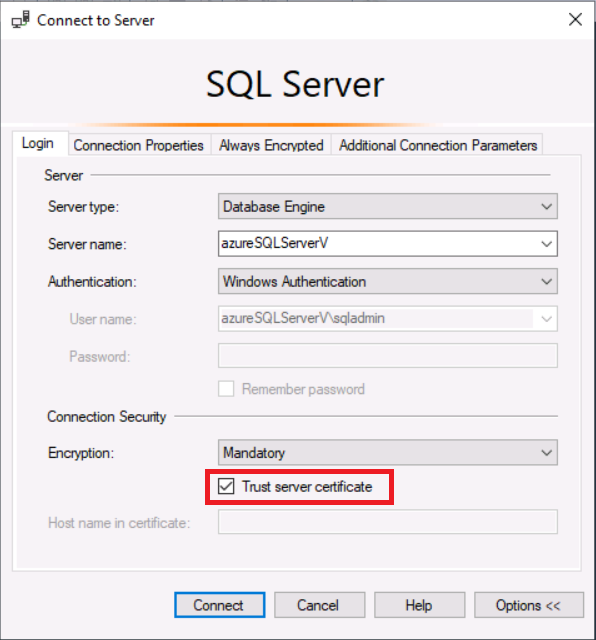 Connect to Server
SQL Server
Login Connection Properties Always Encrypted Additional Connection Parameters
Server
Server type: Database Engine
Server name: azureSQLServerV
Authentication: Windows Authentication
User name: azureSQLServerV\sqladmin
Password:
Remember password
Connection Security
Encryption: Mandatory
Trust server certificate
Host name in certificate:
Connect Cancel Help Options <<